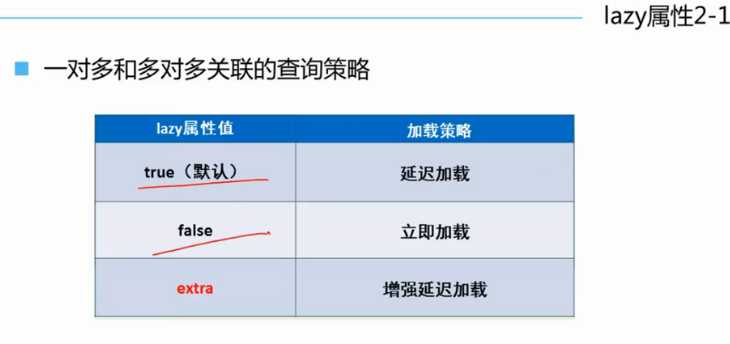 lazy属性2-1
一对多和多对多关联的查询策略
lazy属性值 加载策略
true（默认） 延迟加载
false 立即加载
extra 增强延迟加载